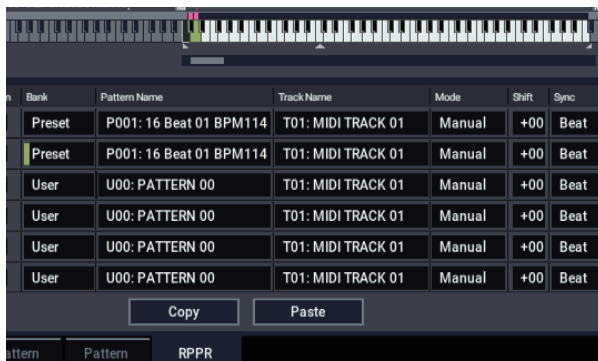 Bank Pattern Name Track Name Mode Shift Sync
Preset P001: 16 Beat 01 BPM114 T01: MIDI TRACK 01 Manual +00 Beat
Preset P001: 16 Beat 01 BPM114 T01: MIDI TRACK 01 Manual +00 Beat
User U00: PATTERN 00 T01: MIDI TRACK 01 Manual +00 Beat
User U00: PATTERN 00 T01: MIDI TRACK 01 Manual +00 Beat
User U00: PATTERN 00 T01: MIDI TRACK 01 Manual +00 Beat
User U00: PATTERN 00 T01: MIDI TRACK 01 Manual +00 Beat
Copy Paste
attern Pattern RPPR